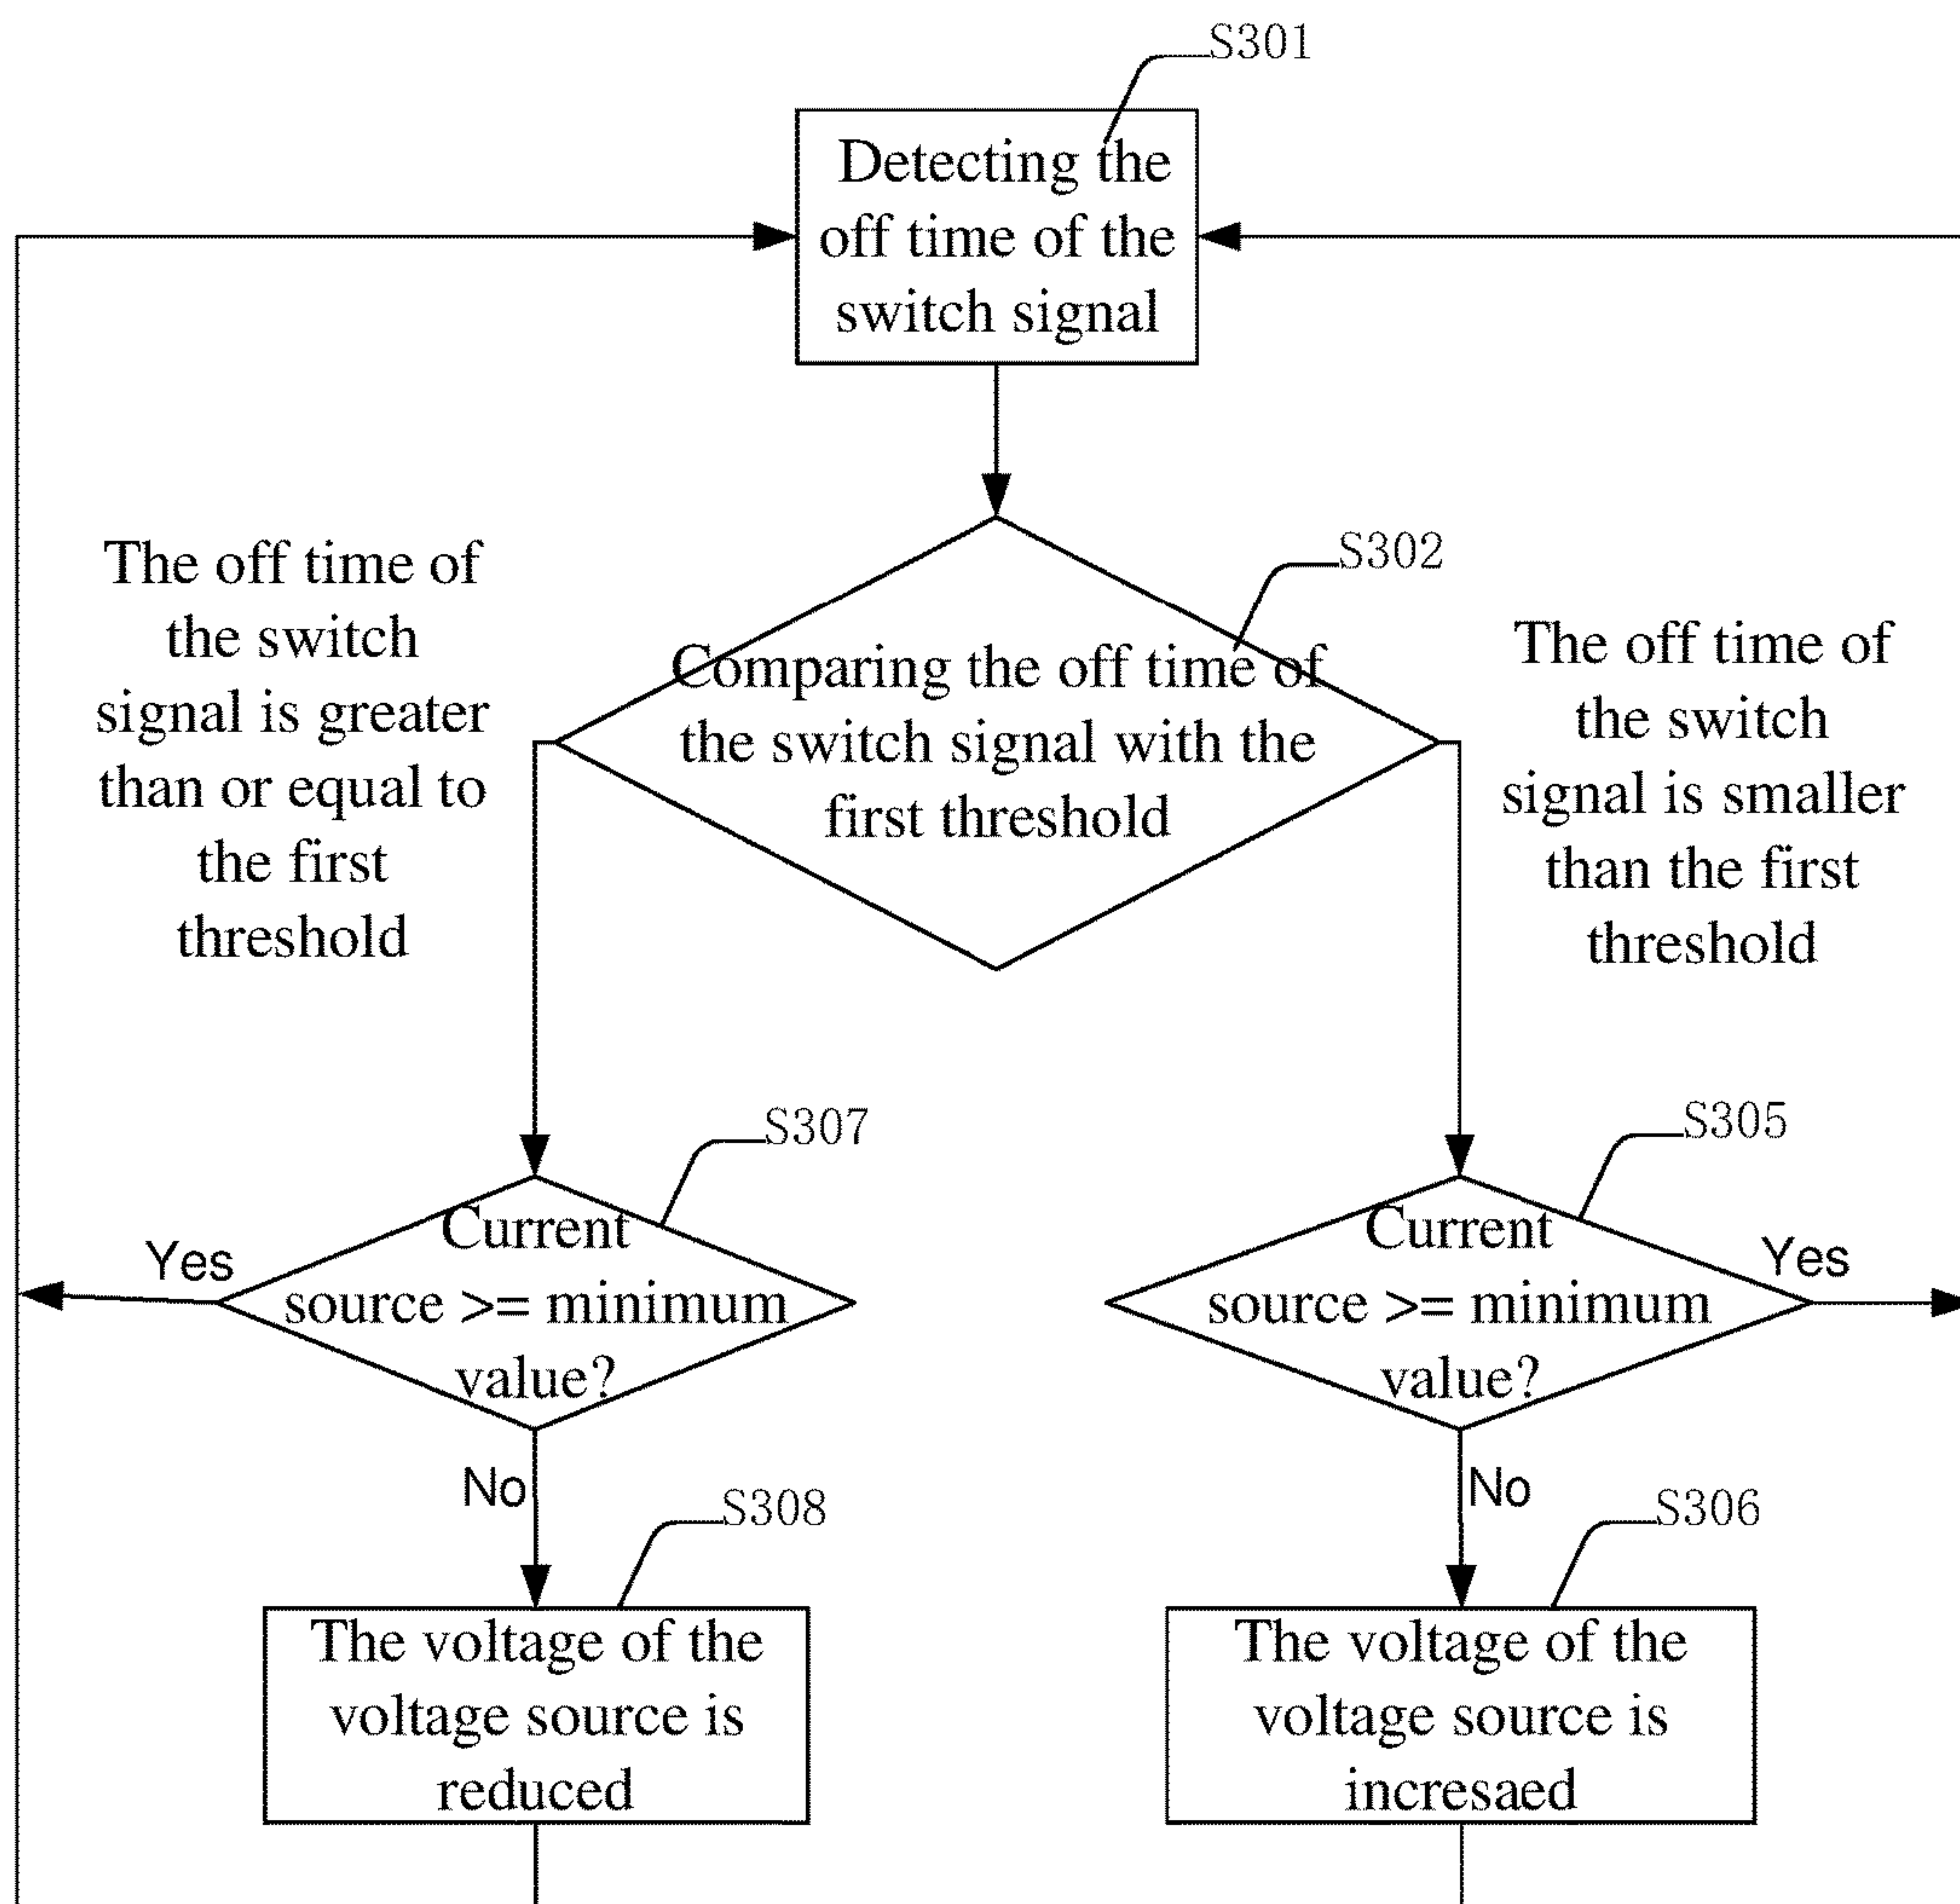 S301
Detecting the
off time of the
switch signal
S302
Comparing the off time of
the switch signal with the
first threshold
The off time of
the switch
signal is greater
than or equal to
the first
threshold
The off time of
the switch
signal is smaller
than the first
threshold
S307
Current
source >= minimum
value?
Yes
No
S305
Current
source >= minimum
value?
Yes
No
S308
The voltage of the
voltage source is
reduced
S306
The voltage of the
voltage source is
incresaed